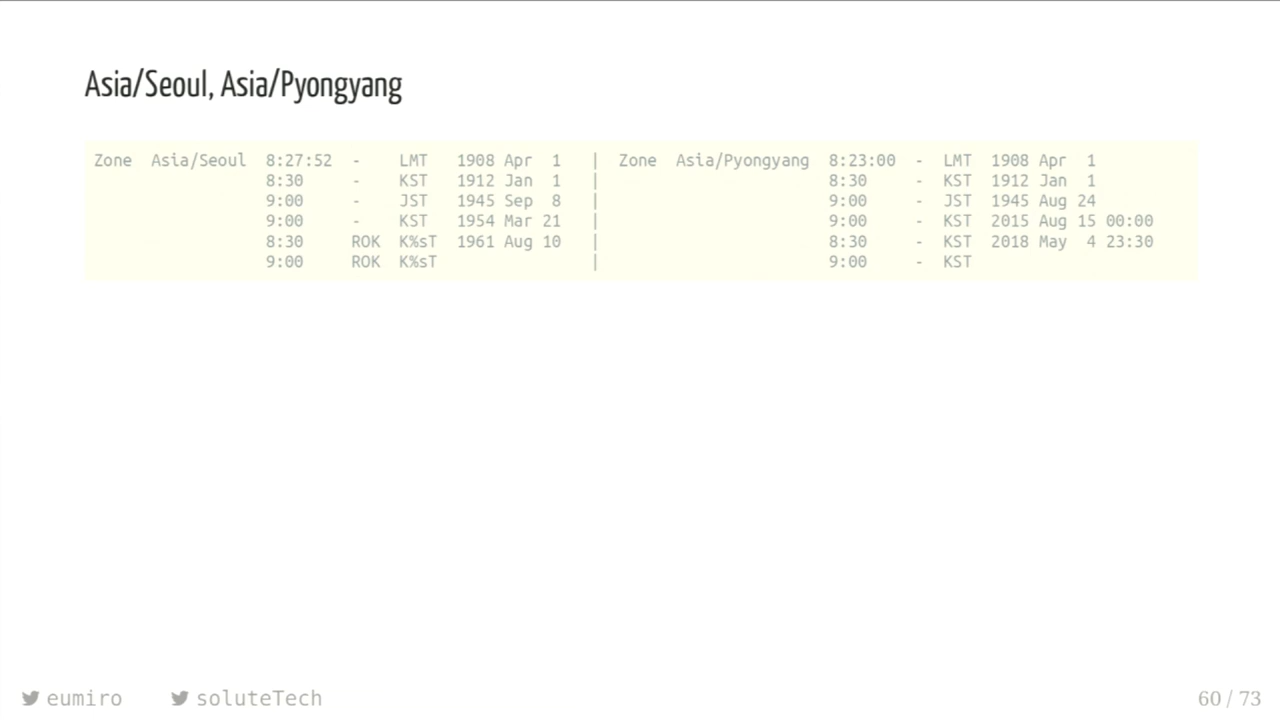 Asia/Seoul, Asia/Pyongyang
Zone  Asia/Seoul  8:27:52  -    LMT   1908 Apr  1   |  Zone  Asia/Pyongyang  8:23:00  -  LMT  1908 Apr  1
8:30     -    KST   1912 Jan  1   |                        8:30     -  KST  1912 Jan  1
9:00     -    JST   1945 Sep  8   |                        9:00     -  JST  1945 Aug 24
9:00     -    KST   1954 Mar 21   |                        9:00     -  KST  2015 Aug 15 00:00
8:30     ROK  K%sT  1961 Aug 10   |                        8:30     -  KST  2018 May  4 23:30
9:00     ROK  K%sT                |                        9:00     -  KST
eumiro     soluteTech     60 / 73